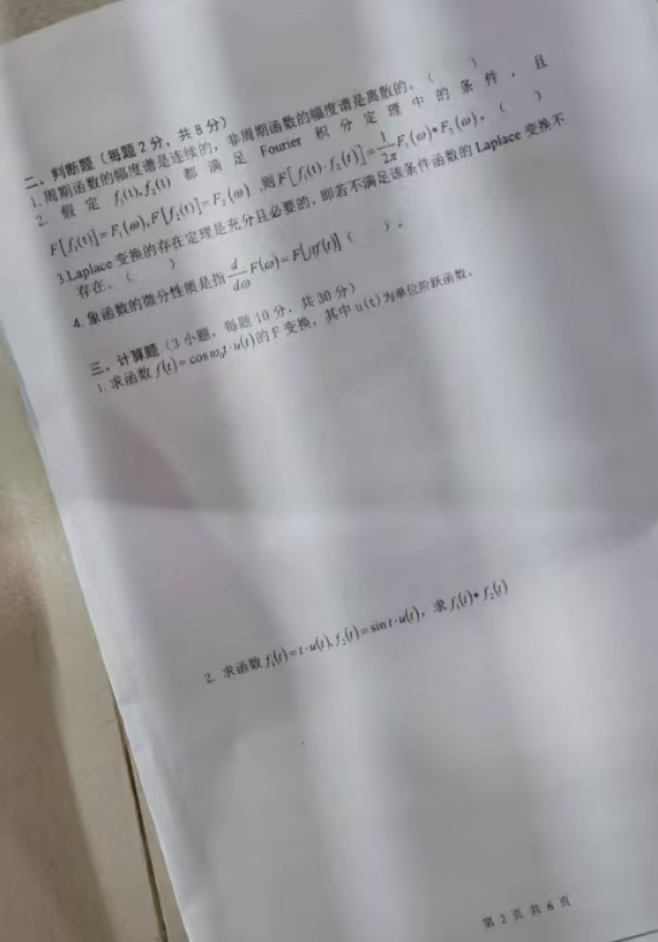 二、判断题（每题2分，共8分）
1. 周期函数的幅度谱是连续的，非周期函数的幅度谱是离散的。（ ）
2. 假定 f₁(t),f₂(t) 都满足 Fourier 积分定理中的条件，且
F[f₁(t)]=F₁(ω),F[f₂(t)]=F₂(ω) ,则F[f₁(t)·f₂(t)]=1/2π F₁(ω)*F₂(ω)。（ ）
3.Laplace 变换的存在定理是充分且必要的，即若不满足该条件函数的 Laplace 变换不
存在。（ ）
4. 象函数的微分性质是指 d/dω F(ω)=F[jtf(t)]（ ）。
三、计算题（3小题，每题10分，共30分）
1. 求函数 f(t)=cosω₀t·u(t)的F变换，其中u(t)为单位阶跃函数。
2. 求函数 f₁(t)=t·u(t),f₂(t)=sint·u(t)，求 f₁(t)*f₂(t)
第 2 页 共 6 页